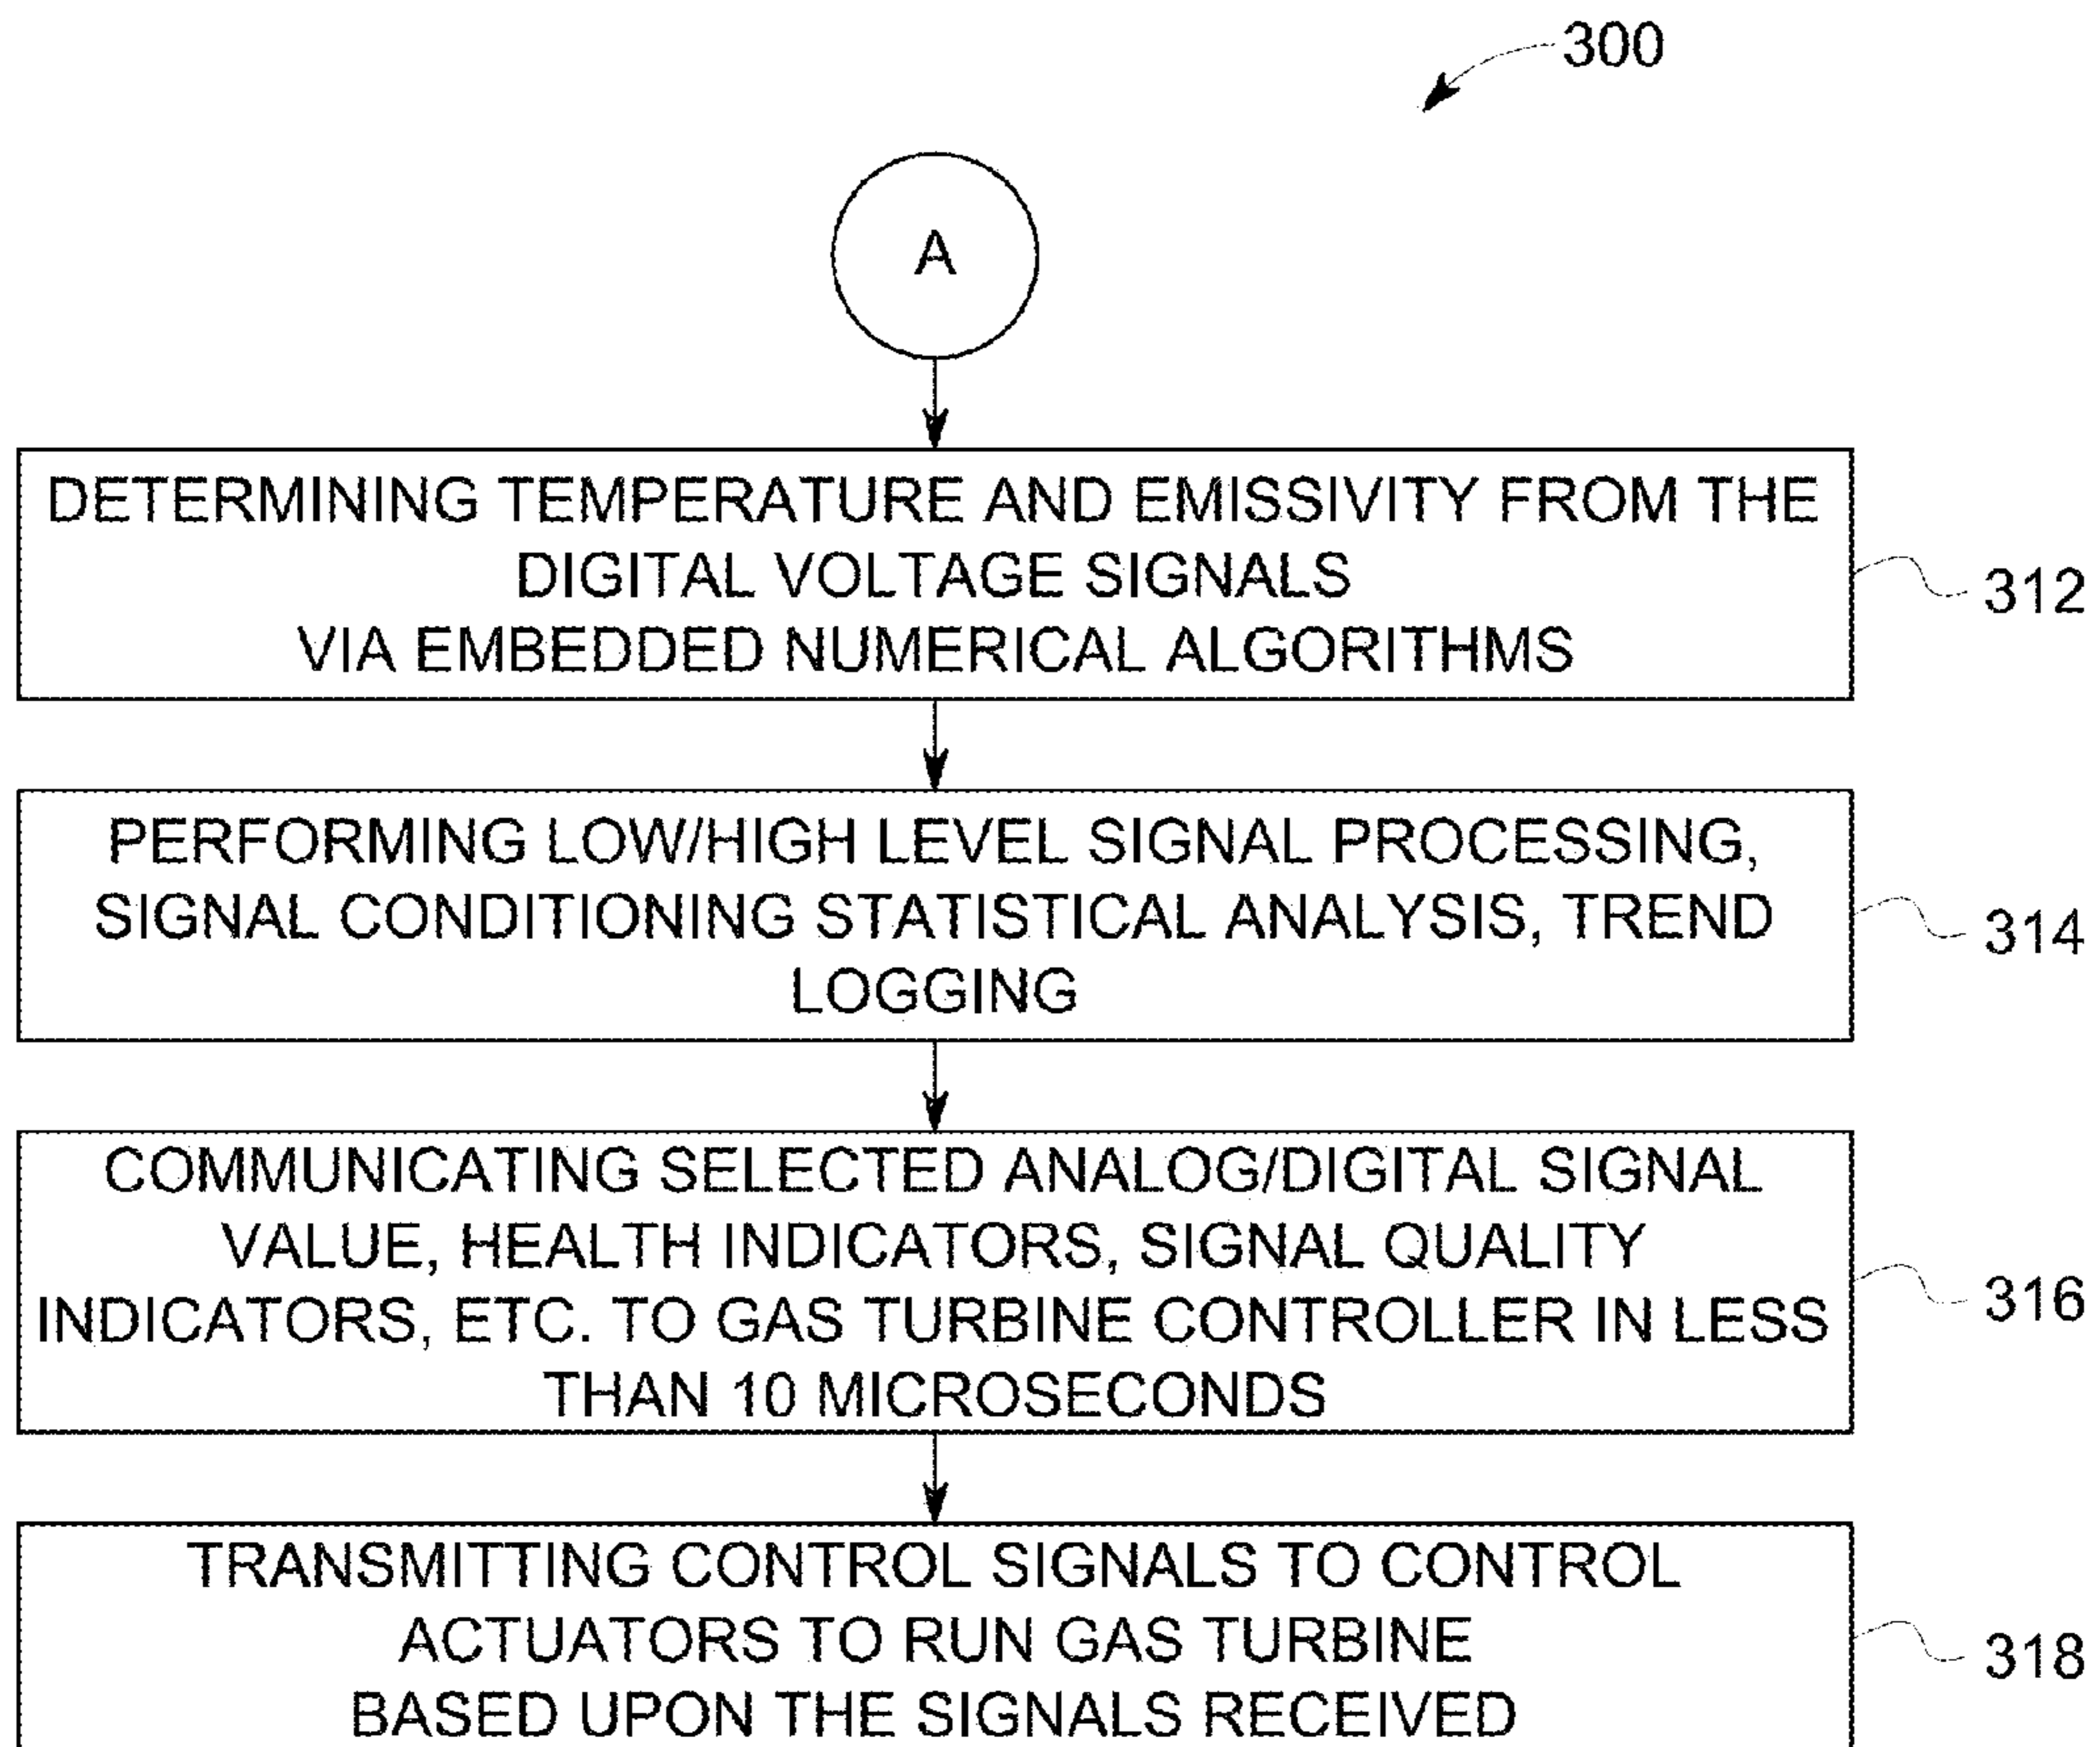 300
A
DETERMINING TEMPERATURE AND EMISSIVITY FROM THE
DIGITAL VOLTAGE SIGNALS
VIA EMBEDDED NUMERICAL ALGORITHMS
312
PERFORMING LOW/HIGH LEVEL SIGNAL PROCESSING,
SIGNAL CONDITIONING STATISTICAL ANALYSIS, TREND
LOGGING
314
COMMUNICATING SELECTED ANALOG/DIGITAL SIGNAL
VALUE, HEALTH INDICATORS, SIGNAL QUALITY
INDICATORS, ETC. TO GAS TURBINE CONTROLLER IN LESS
THAN 10 MICROSECONDS
316
TRANSMITTING CONTROL SIGNALS TO CONTROL
ACTUATORS TO RUN GAS TURBINE
BASED UPON THE SIGNALS RECEIVED
318